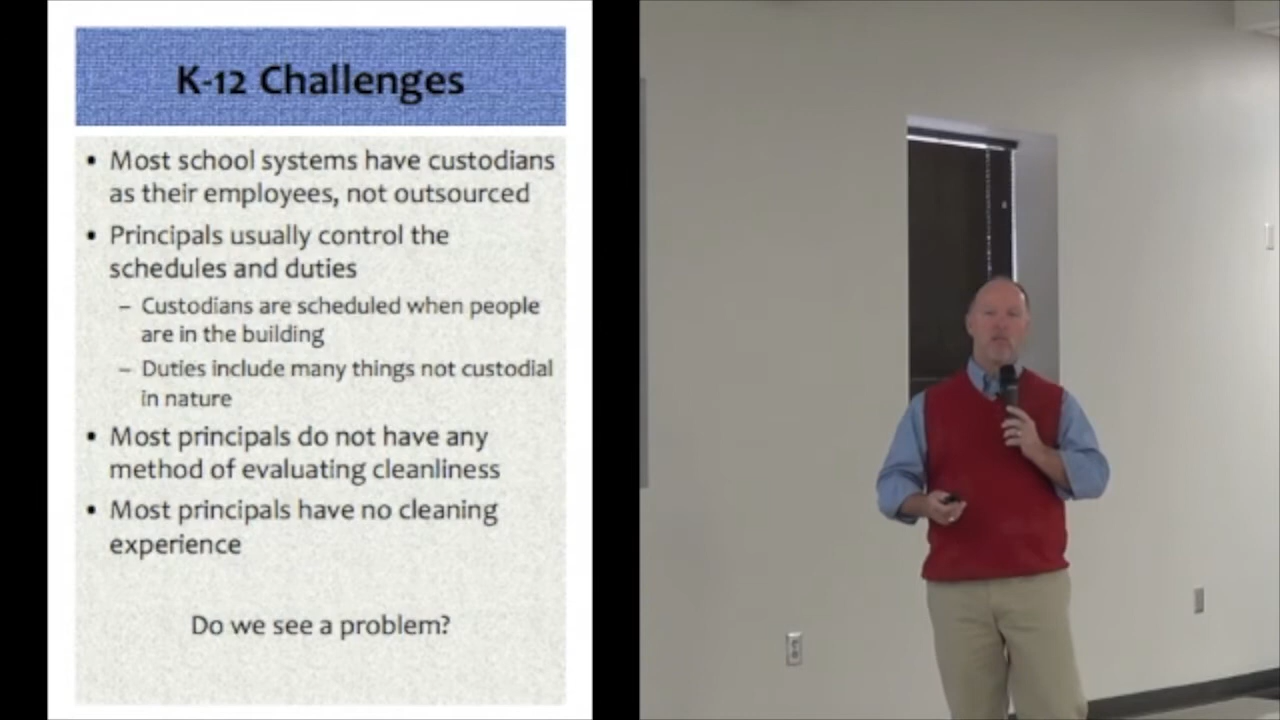 K-12 Challenges
• Most school systems have custodians
as their employees, not outsourced
• Principals usually control the
schedules and duties
– Custodians are scheduled when people
are in the building
– Duties include many things not custodial
in nature
• Most principals do not have any
method of evaluating cleanliness
• Most principals have no cleaning
experience
Do we see a problem?